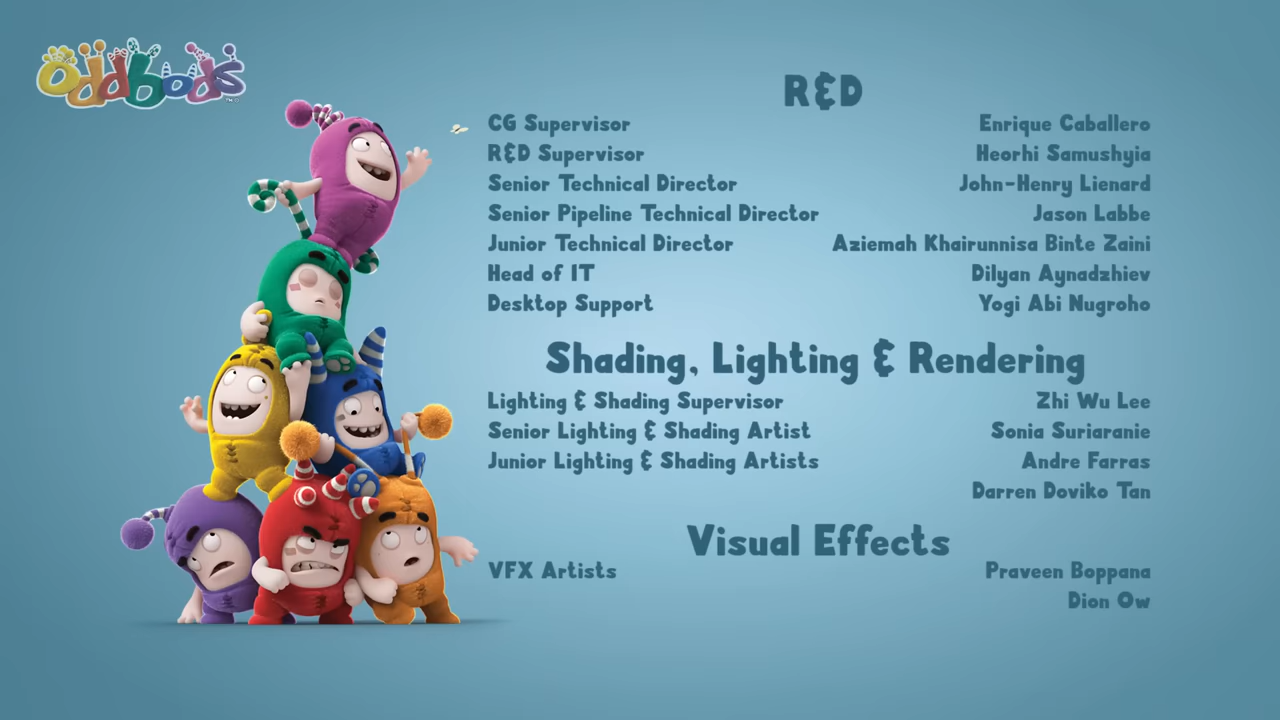 Oddbods
TM
R&D
CG Supervisor Enrique Caballero
R&D Supervisor Heorhi Samushyia
Senior Technical Director John-Henry Lienard
Senior Pipeline Technical Director Jason Labbe
Junior Technical Director Aziemah Khairunnisa Binte Zaini
Head of IT Dilyan Aynadzhiev
Desktop Support Yogi Abi Nugroho
Shading, Lighting & Rendering
Lighting & Shading Supervisor Zhi Wu Lee
Senior Lighting & Shading Artist Sonia Suriaranie
Junior Lighting & Shading Artists Andre Farras
Darren Doviko Tan
Visual Effects
VFX Artists Praveen Boppana
Dion Ow